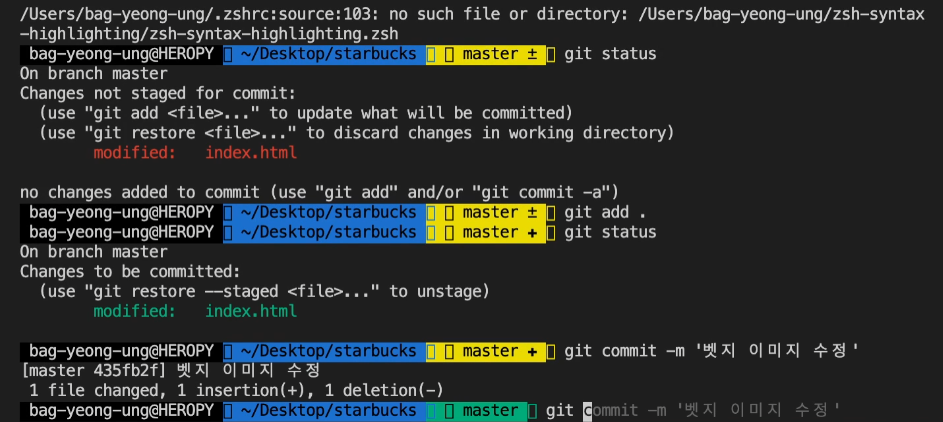 /Users/bag-yeong-ung/.zshrc:source:103: no such file or directory: /Users/bag-yeong-ung/zsh-syntax
-highlighting/zsh-syntax-highlighting.zsh
bag-yeong-ung@HEROPY ~/Desktop/starbucks master ± git status
On branch master
Changes not staged for commit:
  (use "git add <file>..." to update what will be committed)
  (use "git restore <file>..." to discard changes in working directory)
        modified:   index.html

no changes added to commit (use "git add" and/or "git commit -a")
bag-yeong-ung@HEROPY ~/Desktop/starbucks master ± git add .
bag-yeong-ung@HEROPY ~/Desktop/starbucks master + git status
On branch master
Changes to be committed:
  (use "git restore --staged <file>..." to unstage)
        modified:   index.html

bag-yeong-ung@HEROPY ~/Desktop/starbucks master + git commit -m '벳지 이미지 수정'
[master 435fb2f] 벳지 이미지 수정
 1 file changed, 1 insertion(+), 1 deletion(-)
bag-yeong-ung@HEROPY ~/Desktop/starbucks master git commit -m '벳지 이미지 수정'